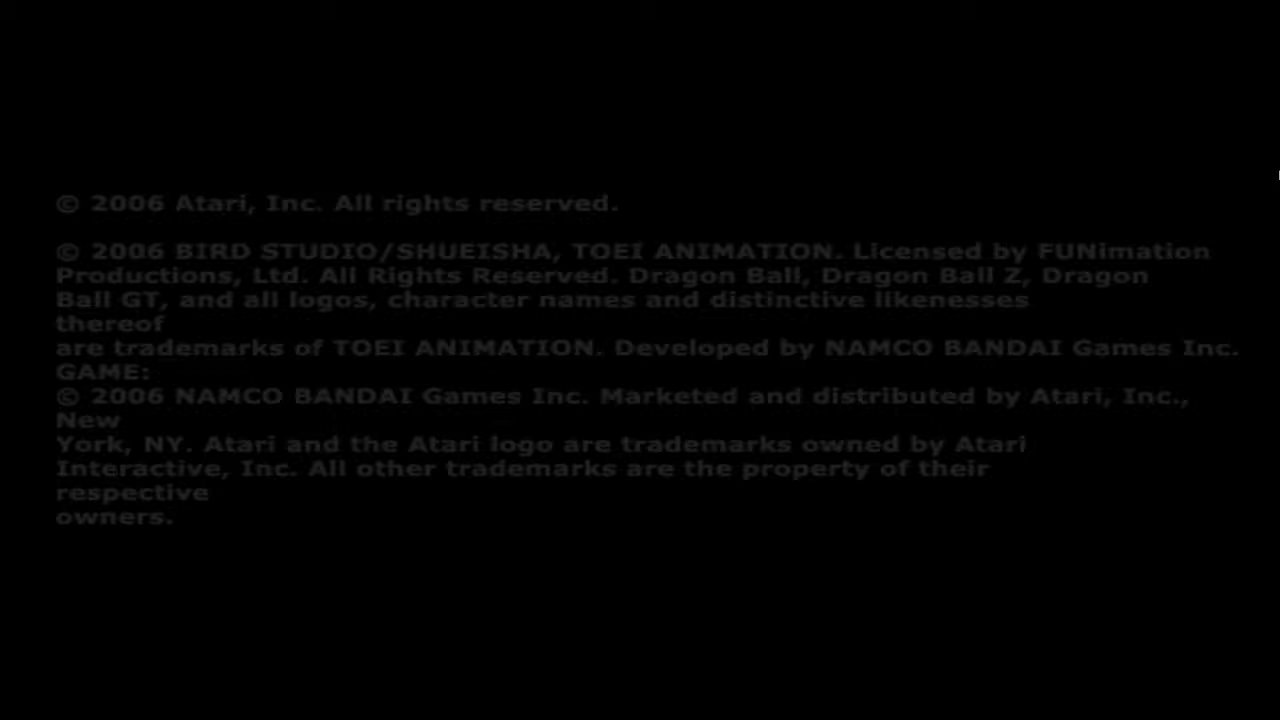 © 2006 Atari, Inc. All rights reserved.
© 2006 BIRD STUDIO/SHUEISHA, TOEI ANIMATION. Licensed by FUNimation
Productions, Ltd. All Rights Reserved. Dragon Ball, Dragon Ball Z, Dragon
Ball GT, and all logos, character names and distinctive likenesses
thereof
are trademarks of TOEI ANIMATION. Developed by NAMCO BANDAI Games Inc.
GAME:
© 2006 NAMCO BANDAI Games Inc. Marketed and distributed by Atari, Inc.,
New
York, NY. Atari and the Atari logo are trademarks owned by Atari
Interactive, Inc. All other trademarks are the property of their
respective
owners.